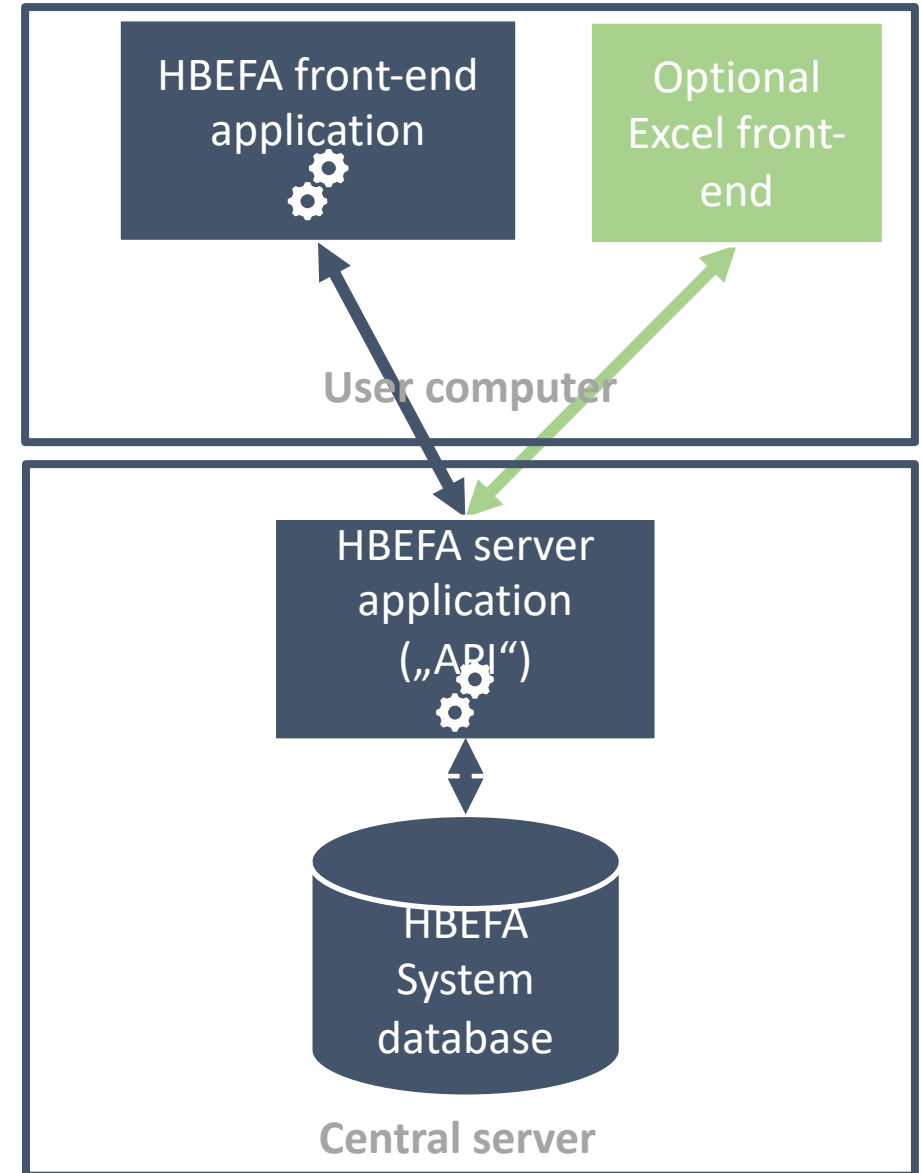 HBEFA front-end
application
Optional
Excel front-
end
User computer
HBEFA server
application
(„API“)
HBEFA
System
database
Central server